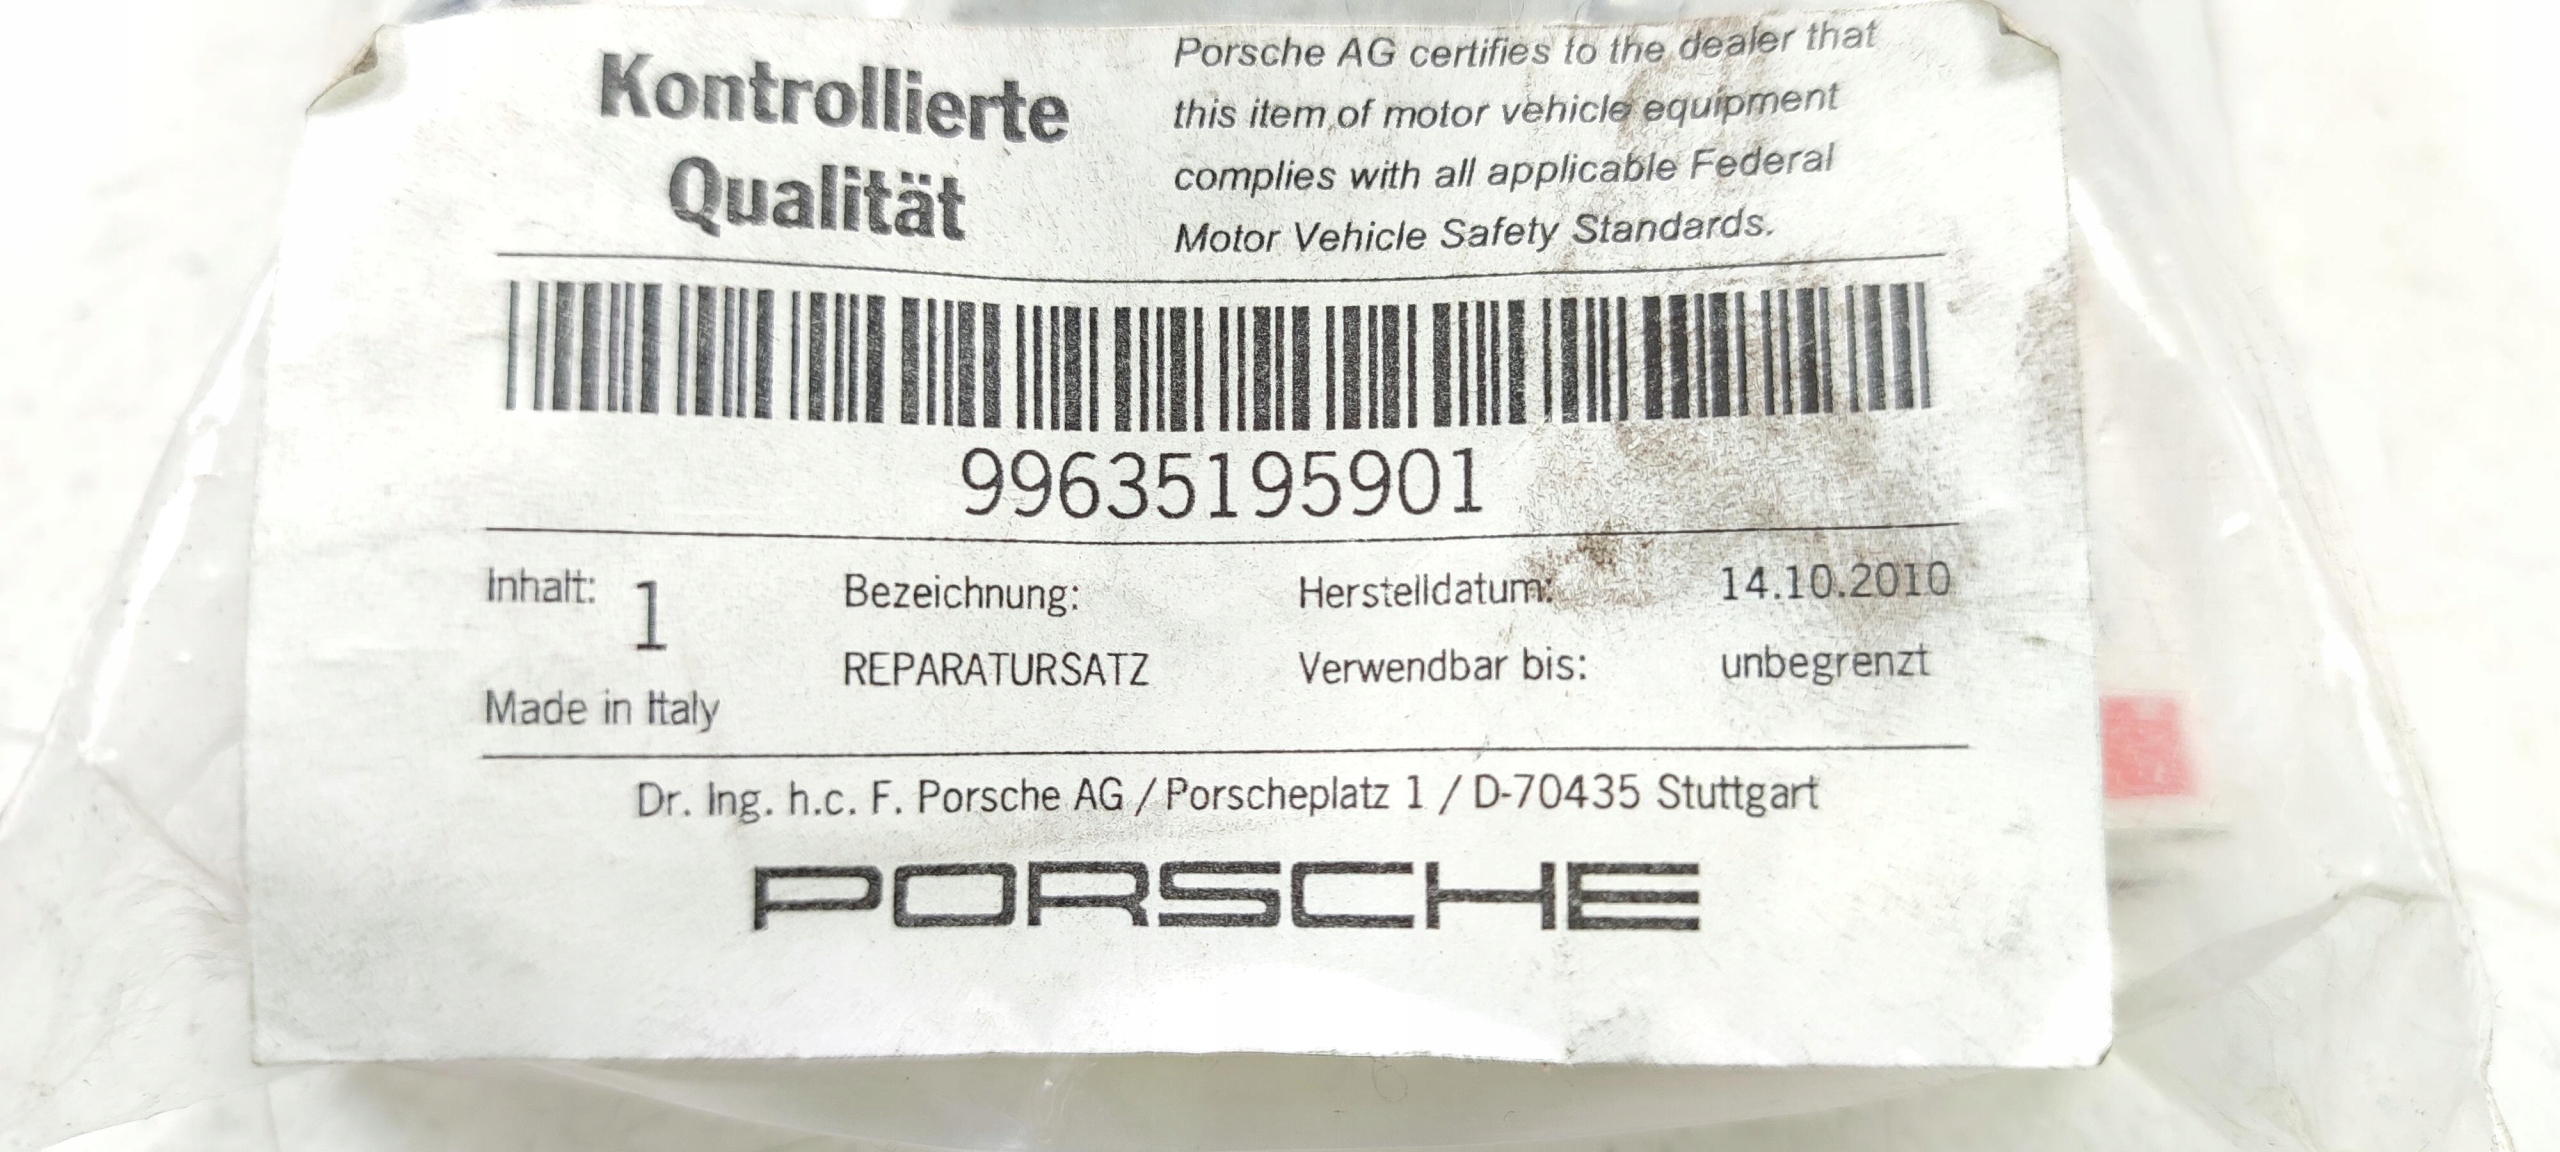 Kontrollierte
Qualität
Porsche AG certifies to the dealer that
this item of motor vehicle equipment
complies with all applicable Federal
Motor Vehicle Safety Standards.
99635195901
Inhalt: 1
Made in Italy
Bezeichnung:
REPARATURSATZ
Herstelldatum: 14.10.2010
Verwendbar bis: unbegrenzt
Dr. Ing. h.c. F. Porsche AG / Porscheplatz 1 / D-70435 Stuttgart
PORSCHE